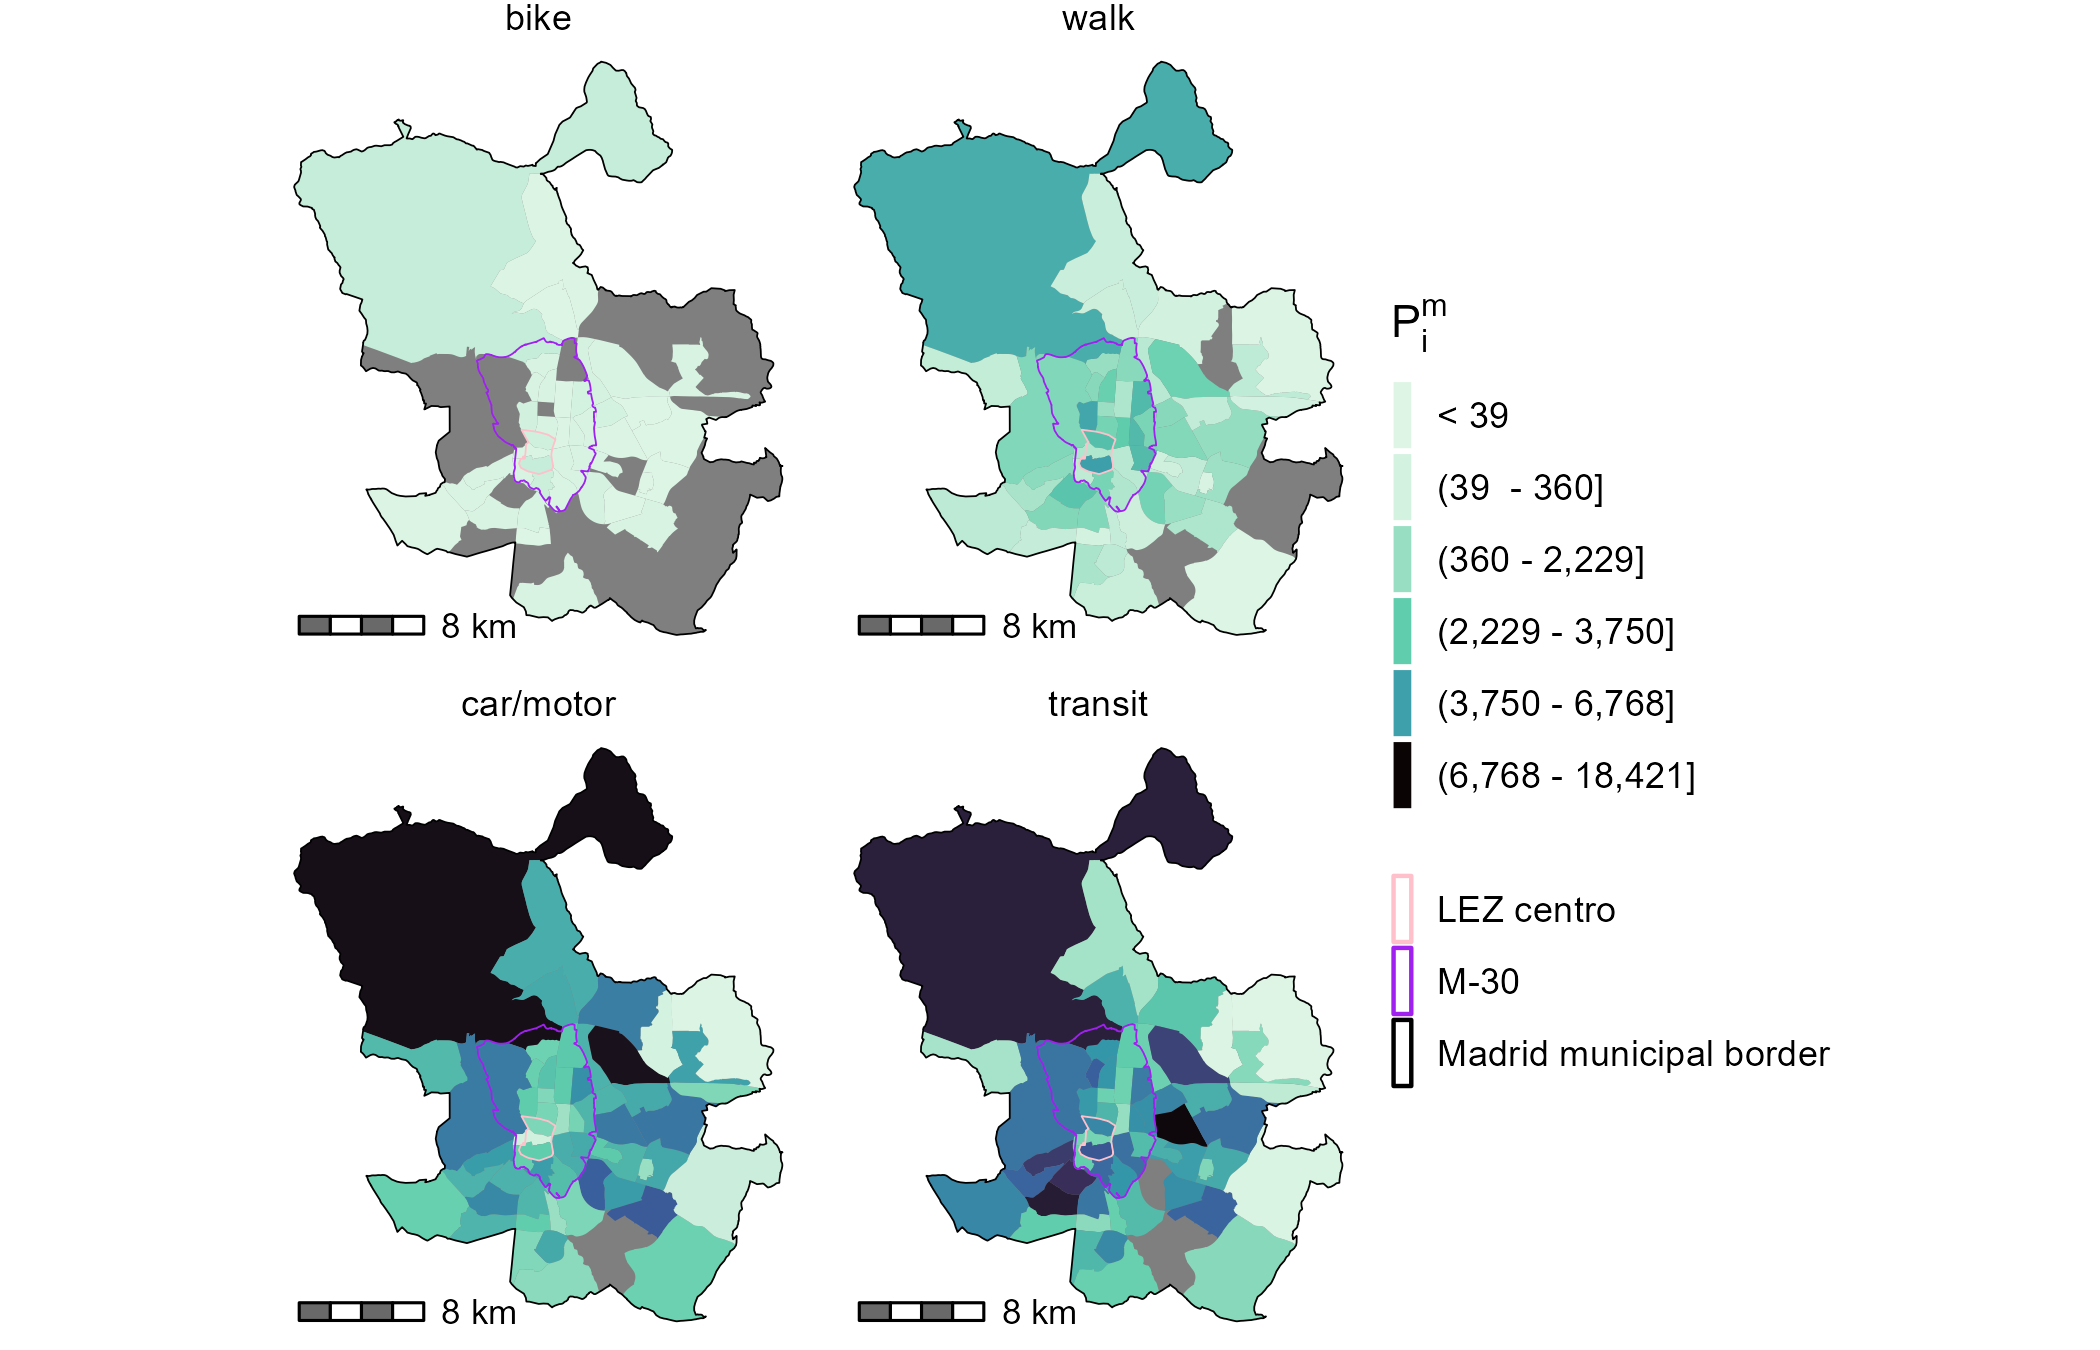 bike
walk
8 km
8 km
car/motor
transit
8 km
8 km
P_i^m
< 39
(39  - 360]
(360 - 2,229]
(2,229 - 3,750]
(3,750 - 6,768]
(6,768 - 18,421]
LEZ centro
M-30
Madrid municipal border